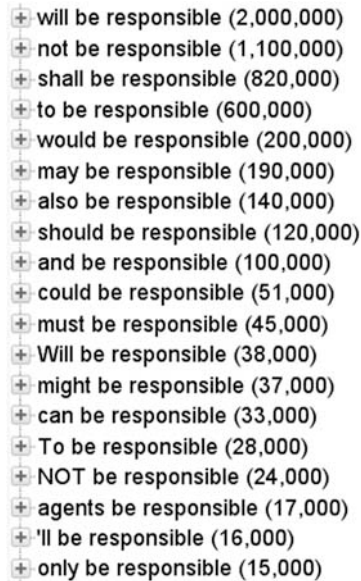 will be responsible (2,000,000)
not be responsible (1,100,000)
shall be responsible (820,000)
to be responsible (600,000)
would be responsible (200,000)
may be responsible (190,000)
also be responsible (140,000)
should be responsible (120,000)
and be responsible (100,000)
could be responsible (51,000)
must be responsible (45,000)
Will be responsible (38,000)
might be responsible (37,000)
can be responsible (33,000)
To be responsible (28,000)
NOT be responsible (24,000)
agents be responsible (17,000)
'll be responsible (16,000)
only be responsible (15,000)